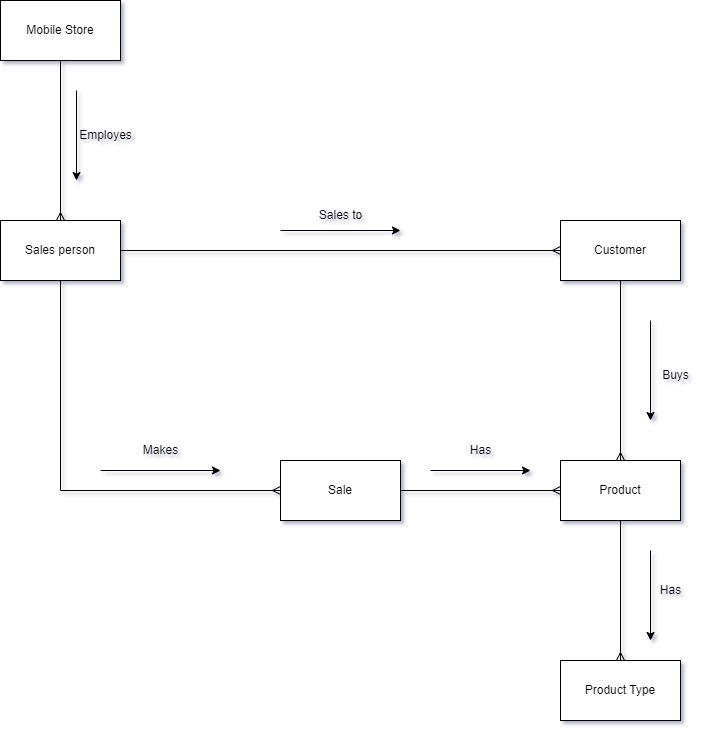 Mobile Store
Employes
Sales to
Sales person
Customer
Buys
Makes
Has
Sale
Product
Has
Product Type